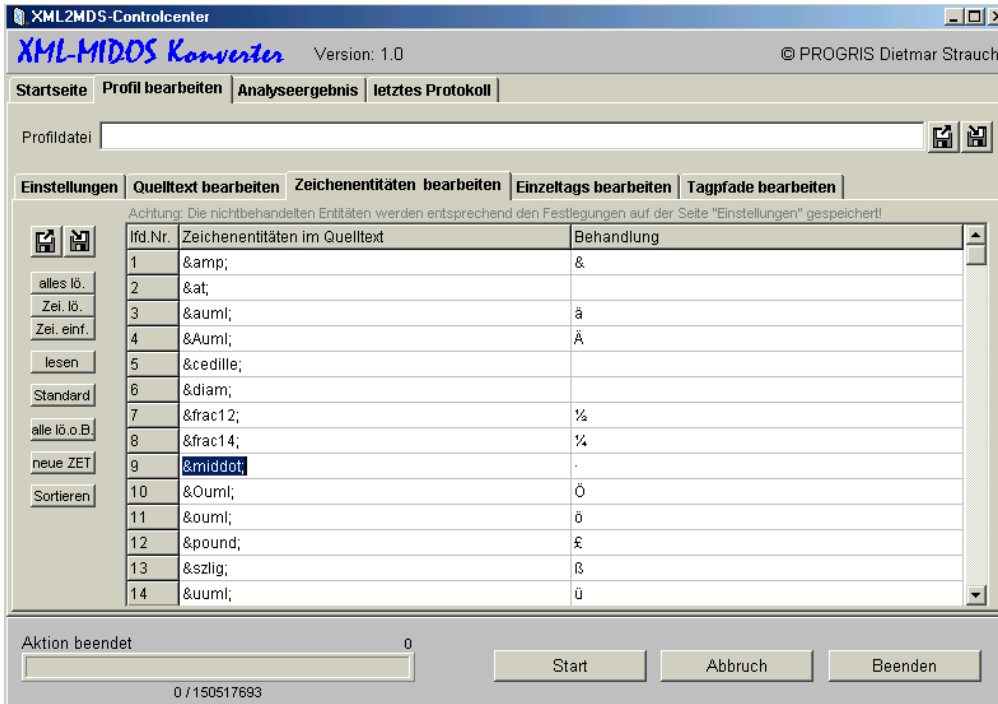 XML2MDS-Controlcenter
XML-MIDOS Konverter Version: 1.0 © PROGRIS Dietmar Strauch
Startseite Profil bearbeiten Analyseergebnis letztes Protokoll
Profildatei
Einstellungen Quelltext bearbeiten Zeichenentitäten bearbeiten Einzeltags bearbeiten Tagpfade bearbeiten
Achtung: Die nichtbehandelten Entitäten werden entsprechend den Festlegungen auf der Seite "Einstellungen" gespeichert!
lfd.Nr. Zeichenentitäten im Quelltext Behandlung
1 &amp; &
alles lö.
2 &at;
Zei. lö.
3 &auml; ä
Zei. einf.
4 &Auml; Ä
lesen
5 &cedille;
Standard
6 &diam;
7 &frac12; ½
alle lö.o.B.
8 &frac14; ¼
neue ZET
9 &middot; ·
Sortieren
10 &Ouml; Ö
11 &ouml; ö
12 &pound; £
13 &szlig; ß
14 &uuml; ü
Aktion beendet 0
Start Abbruch Beenden
0 / 150517693